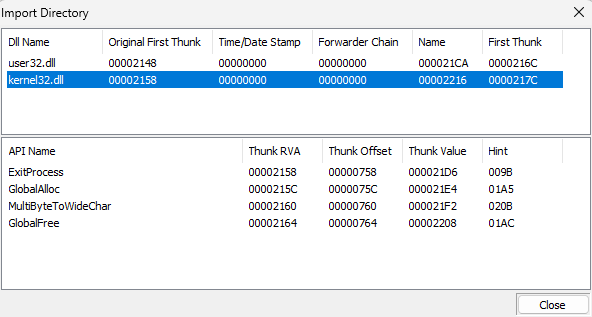 Import Directory
Dll Name Original First Thunk Time/Date Stamp Forwarder Chain Name First Thunk
user32.dll 00002148 00000000 00000000 000021CA 0000216C
kernel32.dll 00002158 00000000 00000000 00002216 0000217C
API Name Thunk RVA Thunk Offset Thunk Value Hint
ExitProcess 00002158 00000758 000021D6 009B
GlobalAlloc 0000215C 0000075C 000021E4 01A5
MultiByteToWideChar 00002160 00000760 000021F2 020B
GlobalFree 00002164 00000764 00002208 01AC
Close